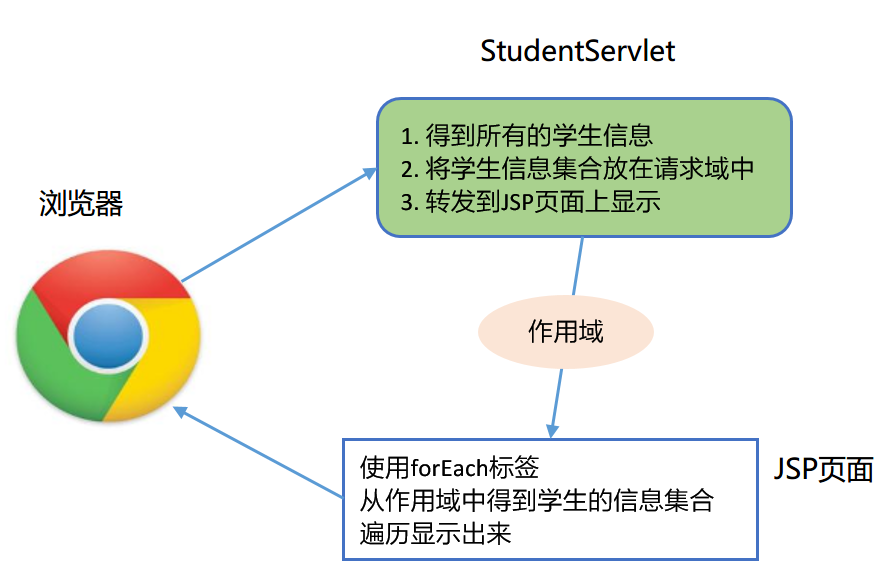 StudentServlet
1. 得到所有的学生信息
2. 将学生信息集合放在请求域中
3. 转发到JSP页面上显示
浏览器
作用域
使用forEach标签
从作用域中得到学生的信息集合
遍历显示出来
JSP页面